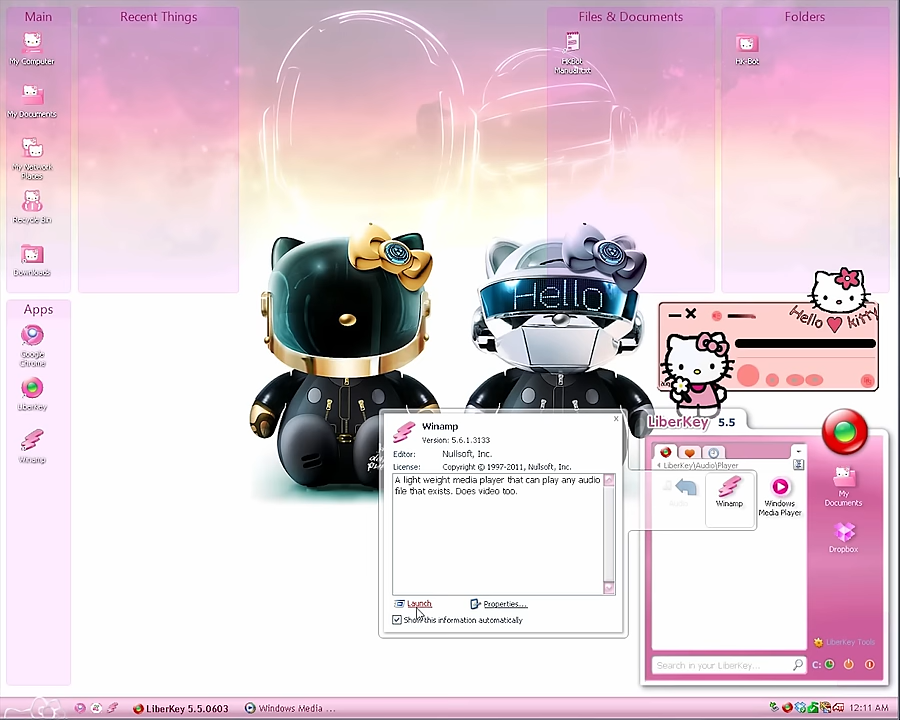 Main
Recent Things
Files & Documents
Folders
My Computer
My Documents
My Network
Places
Recycle Bin
Downloads
HKBot
Manual.txt
HK-Bot
Apps
Google
Chrome
LiberKey
Winamp
Hello
Hello kitty
Winamp
Version: 5.6.1.3133
Editor: Nullsoft, Inc.
License: Copyright © 1997-2011, Nullsoft, Inc.
A light weight media player that can play any audio
file that exists. Does video too.
Launch
Properties...
Show this information automatically
LiberKey 5.5
LiberKey\Audio\Player
Winamp
Windows
Media Player
My
Documents
Dropbox
LiberKey Tools
Search in your LiberKey...
C:
LiberKey 5.5.0603
Windows Media ...
12:11 AM